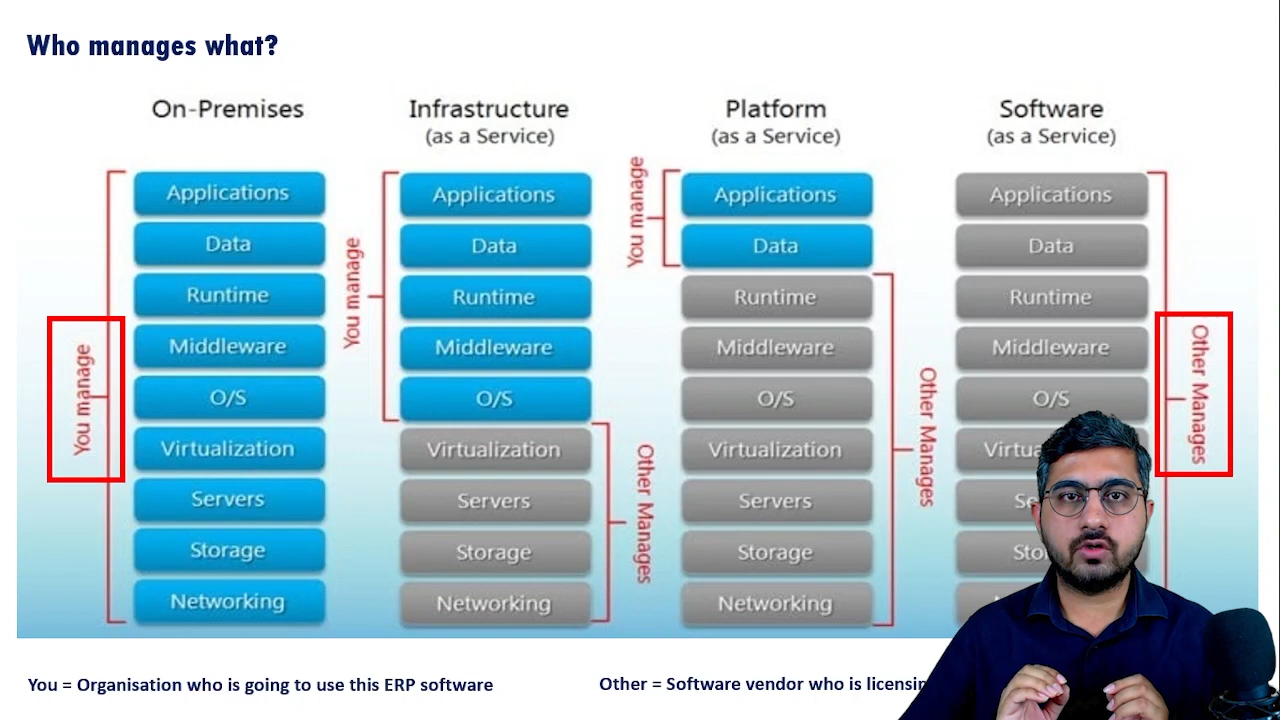 Who manages what?
On-Premises
Applications
Data
Runtime
Middleware
O/S
Virtualization
Servers
Storage
Networking
You manage
Infrastructure
(as a Service)
Applications
Data
Runtime
Middleware
O/S
Virtualization
Servers
Storage
Networking
You manage
Other Manages
Platform
(as a Service)
Applications
Data
Runtime
Middleware
O/S
Virtualization
Servers
Storage
Networking
You manage
Other Manages
Software
(as a Service)
Applications
Data
Runtime
Middleware
O/S
Other Manages
You = Organisation who is going to use this ERP software
Other = Software vendor who is